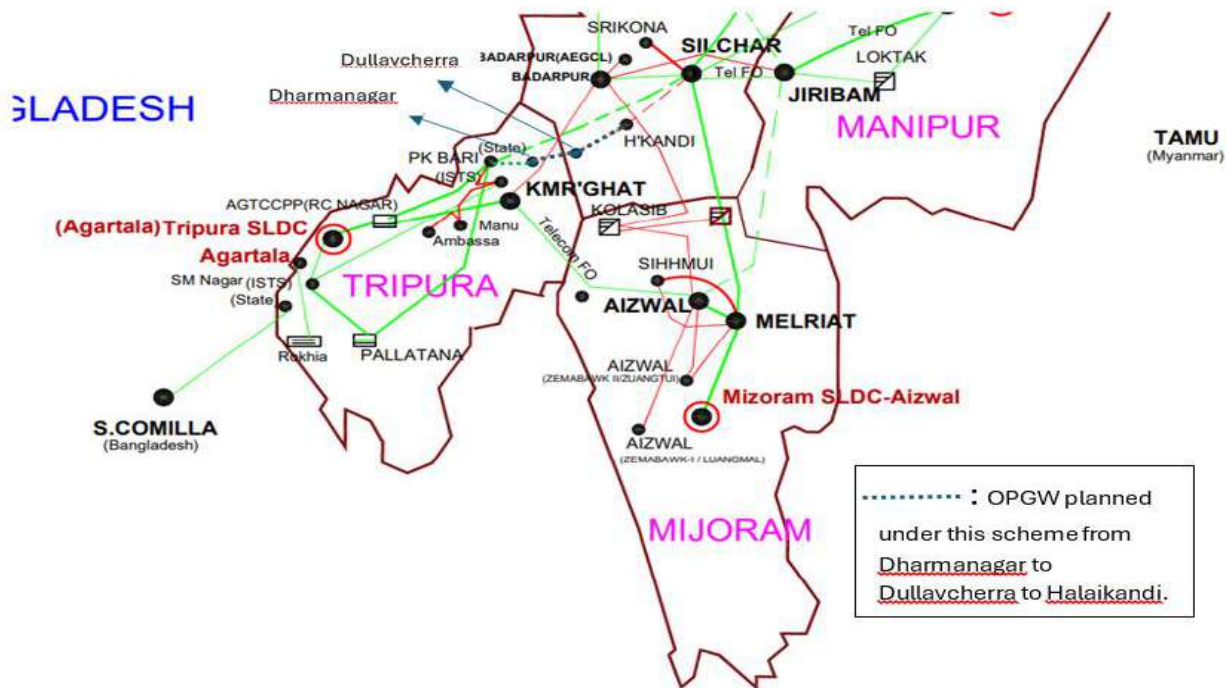 SRIKONA
Tel FO
SILCHAR
LOKTAK
BADARPUR(AEGCL)
Dullavcherra
BADARPUR
Tel FO
JIRIBAM
Dharmanagar
GLADESH
MANIPUR
TAMU
(Myanmar)
H'KANDI
(State)
PK BARI
(ISTS)
KMR'GHAT
AGTCCPP(RC NAGAR)
KOLASIB
(Agartala) Tripura SLDC
Manu
Ambassa
Telecom FO
Agartala
SIHHMUI
SM Nagar (ISTS)
(State)
TRIPURA
AIZWAL
MELRIAT
Rokhia
PALLATANA
AIZWAL
(ZEMABAWK II/ZUANGTUI)
Mizoram SLDC-Aizwal
S.COMILLA
(Bangladesh)
AIZWAL
(ZEMABAWK-I / LUANGMAL)
MIJORAM
: OPGW planned
under this scheme from
Dharmanagar to
Dullavcherra to Halaikandi.